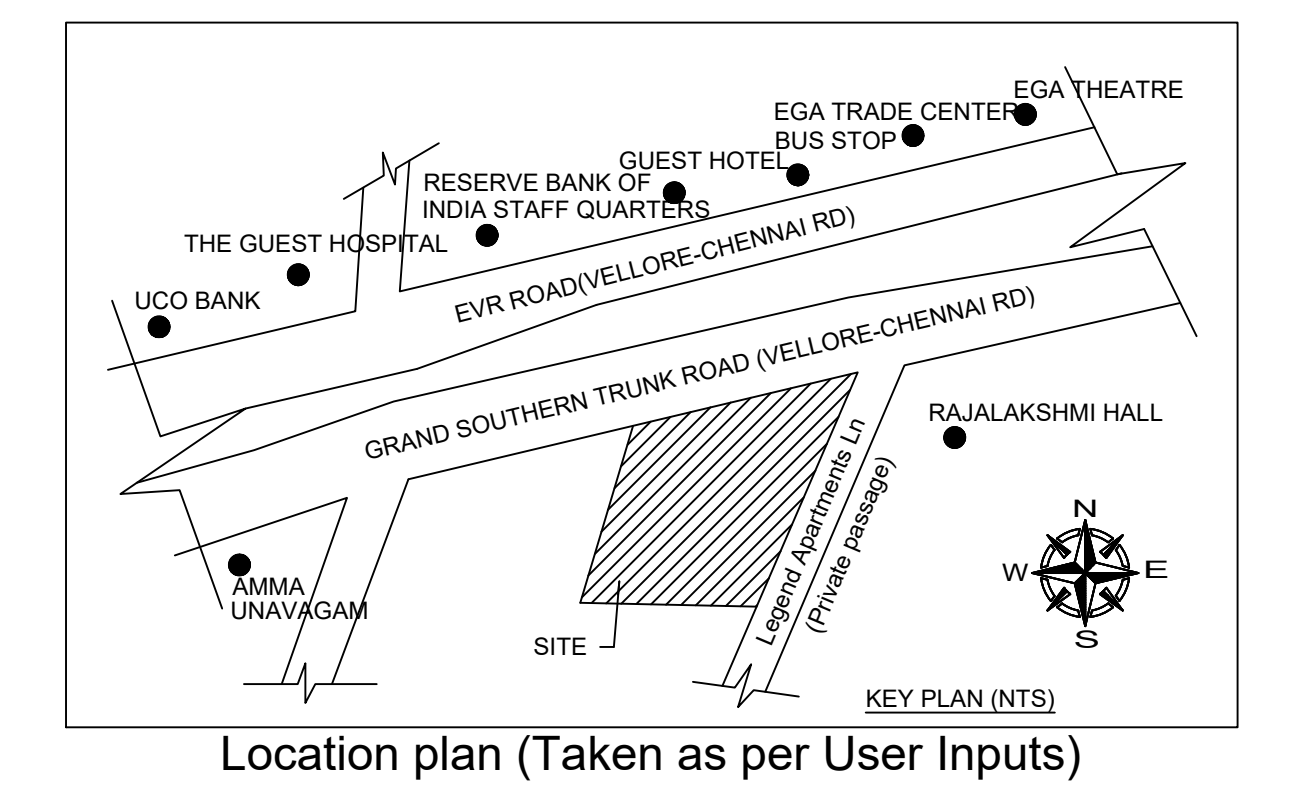 EGA THEATRE
EGA TRADE CENTER
BUS STOP
GUEST HOTEL
RESERVE BANK OF
INDIA STAFF QUARTERS
THE GUEST HOSPITAL
UCO BANK
EVR ROAD(VELLORE-CHENNAI RD)
GRAND SOUTHERN TRUNK ROAD (VELLORE-CHENNAI RD)
RAJALAKSHMI HALL
Legend Apartments Ln
(Private passage)
AMMA
UNAVAGAM
SITE
N
W
E
S
KEY PLAN (NTS)
Location plan (Taken as per User Inputs)